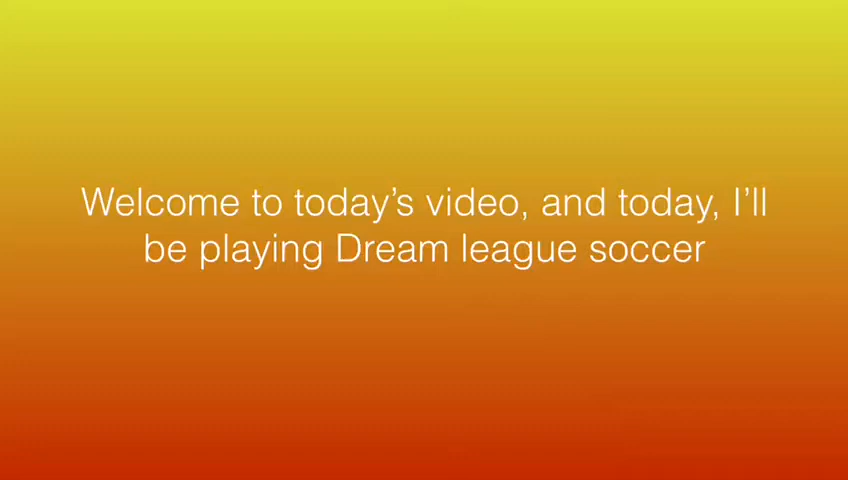 Welcome to today’s video, and today, I’ll
be playing Dream league soccer